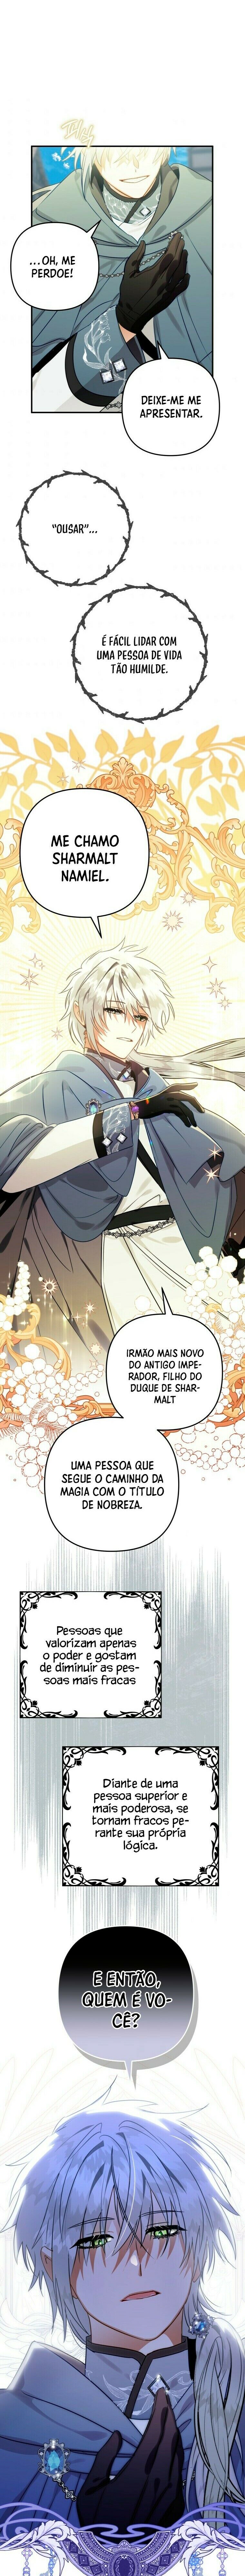 ...OH, ME
PERDOE!
DEIXE-ME ME
APRESENTAR.
"OUSAR"...
É FÁCIL LIDAR COM
UMA PESSOA DE VIDA
TÃO HUMILDE.
ME CHAMO
SHARMALT
NAMIEL.
IRMÃO MAIS NOVO
DO ANTIGO IMPE-
RADOR, FILHO DO
DUQUE DE SHAR-
MALT
UMA PESSOA QUE
SEGUE O CAMINHO DA
MAGIA COM O TÍTULO
DE NOBREZA.
Pessoas que
valorizam apenas
o poder e gostam
de diminuir as pes-
soas mais fracas
Diante de uma
pessoa superior e
mais poderosa, se
tornam fracos pe-
rante sua própria
lógica.
E ENTÃO,
QUEM É VO-
CÊ?